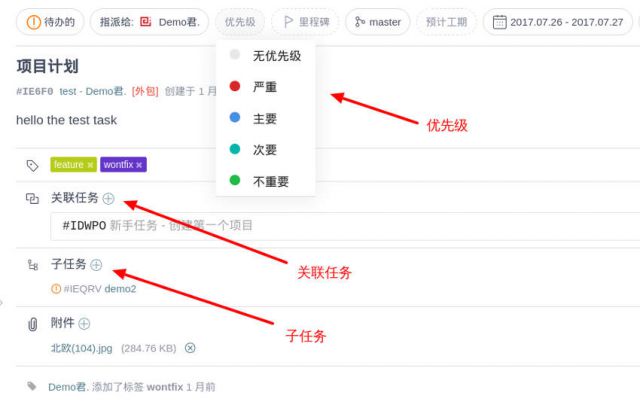 待办的 指派给: Demo君. 优先级 里程碑 master 预计工期 2017.07.26 - 2017.07.27
无优先级
严重
主要
次要
不重要
优先级
项目计划
#IE6F0 test - Demo君. [外包] 创建于 1 月
hello the test task
feature × wontfix ×
关联任务
#IDWPO 新手任务 - 创建第一个项目
关联任务
子任务
#IEQRV demo2
子任务
附件
北欧(104).jpg (284.76 KB)
Demo君. 添加了标签 wontfix 1 月前